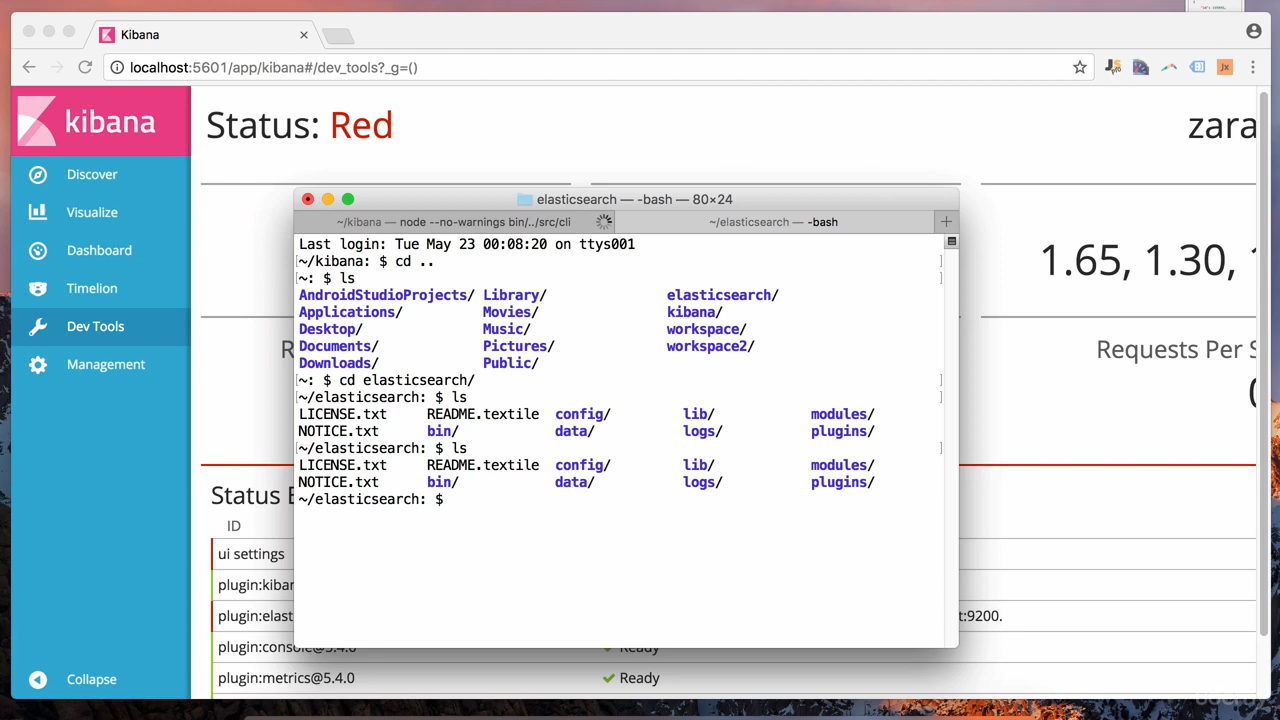 Kibana
localhost:5601/app/kibana#/dev_tools?_g=()
kibana
Discover
Visualize
Dashboard
Timelion
Dev Tools
Management
Collapse
Status: Red
zara
1.65, 1.30,
Requests Per S
elasticsearch — -bash — 80×24
~/kibana — node --no-warnings bin/../src/cli
~/elasticsearch — -bash
Last login: Tue May 23 00:08:20 on ttys001
[~/kibana: $ cd .. ]
[~: $ ls ]
AndroidStudioProjects/ Library/ elasticsearch/
Applications/ Movies/ kibana/
Desktop/ Music/ workspace/
Documents/ Pictures/ workspace2/
Downloads/ Public/
[~: $ cd elasticsearch/ ]
[~/elasticsearch: $ ls ]
LICENSE.txt README.textile config/ lib/ modules/
NOTICE.txt bin/ data/ logs/ plugins/
[~/elasticsearch: $ ls ]
LICENSE.txt README.textile config/ lib/ modules/
NOTICE.txt bin/ data/ logs/ plugins/
~/elasticsearch: $
Status
ID
ui settings
plugin:kibar
plugin:elast t:9200.
plugin:console@5.4.0 Ready
plugin:metrics@5.4.0 Ready